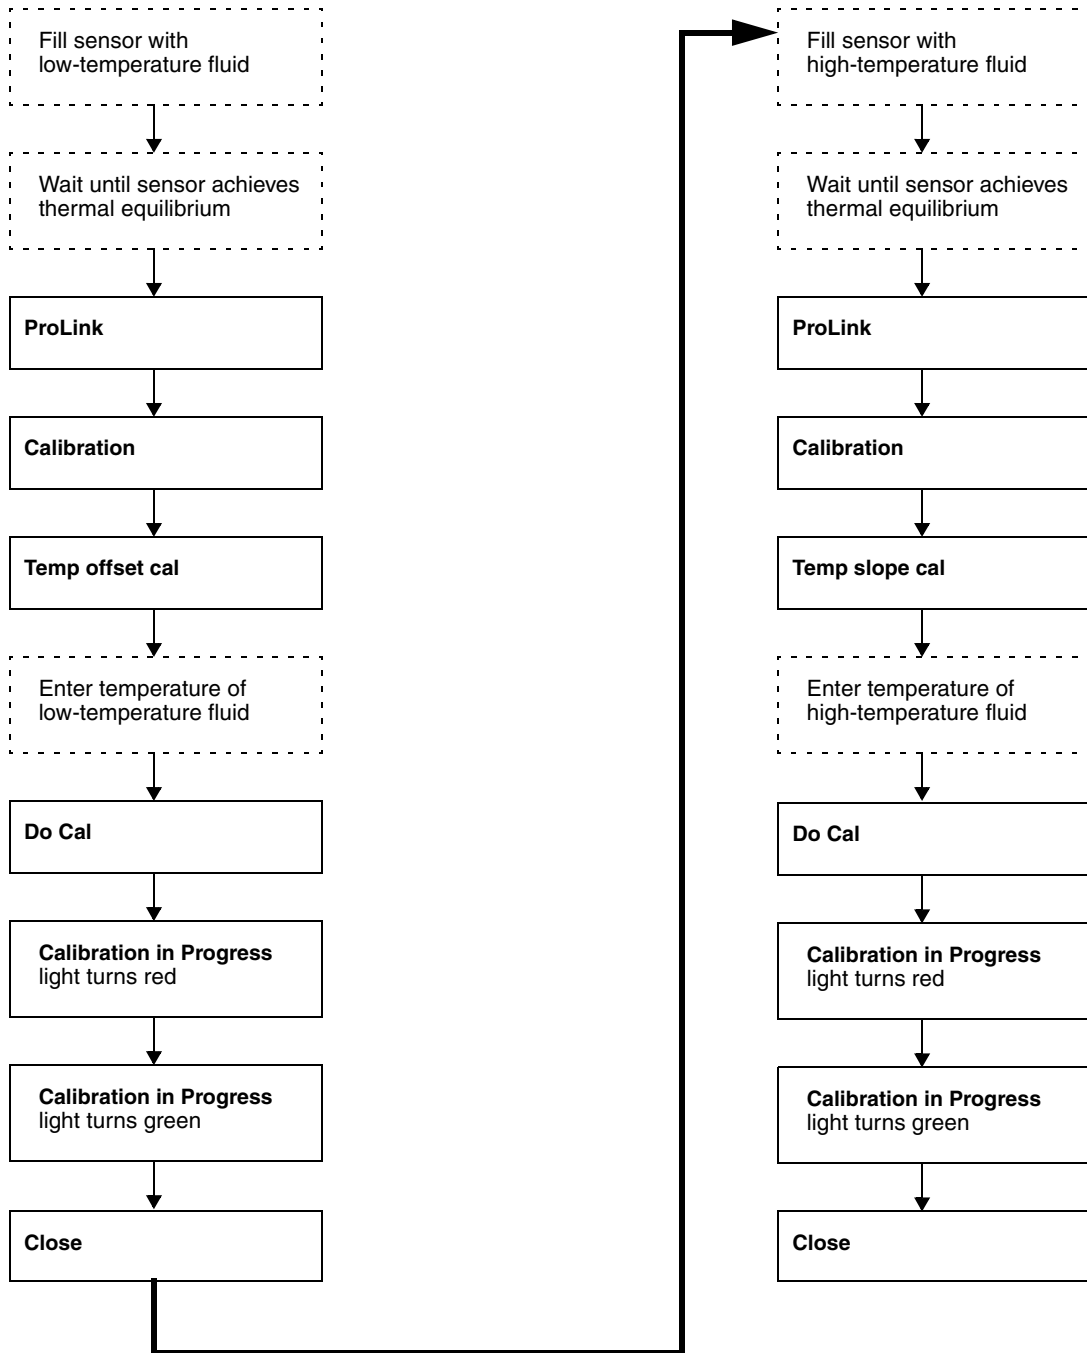 Fill sensor with
low-temperature fluid
Wait until sensor achieves
thermal equilibrium
ProLink
Calibration
Temp offset cal
Enter temperature of
low-temperature fluid
Do Cal
Calibration in Progress
light turns red
Calibration in Progress
light turns green
Close
Fill sensor with
high-temperature fluid
Wait until sensor achieves
thermal equilibrium
ProLink
Calibration
Temp slope cal
Enter temperature of
high-temperature fluid
Do Cal
Calibration in Progress
light turns red
Calibration in Progress
light turns green
Close